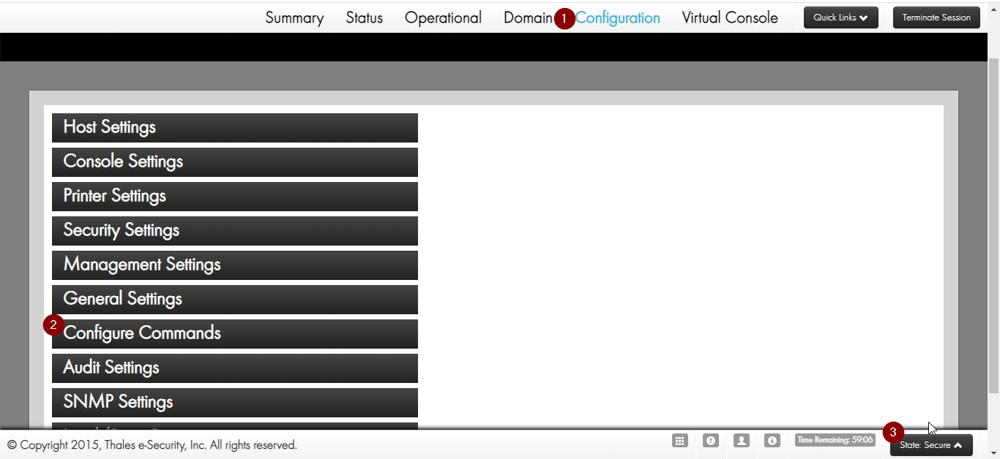 Summary Status Operational Domain 1 Configuration Virtual Console Quick Links Terminate Session
Host Settings
Console Settings
Printer Settings
Security Settings
Management Settings
General Settings
2 Configure Commands
Audit Settings
SNMP Settings
© Copyright 2015, Thales e-Security, Inc. All rights reserved. Time Remaining: 59:06 3 State: Secure